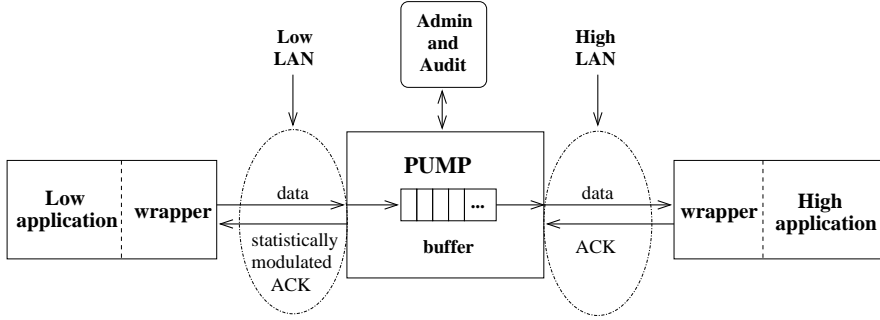 Low
LAN
Admin
and
Audit
High
LAN
Low
application
wrapper
data
statistically
modulated
ACK
PUMP
...
buffer
data
ACK
wrapper
High
application